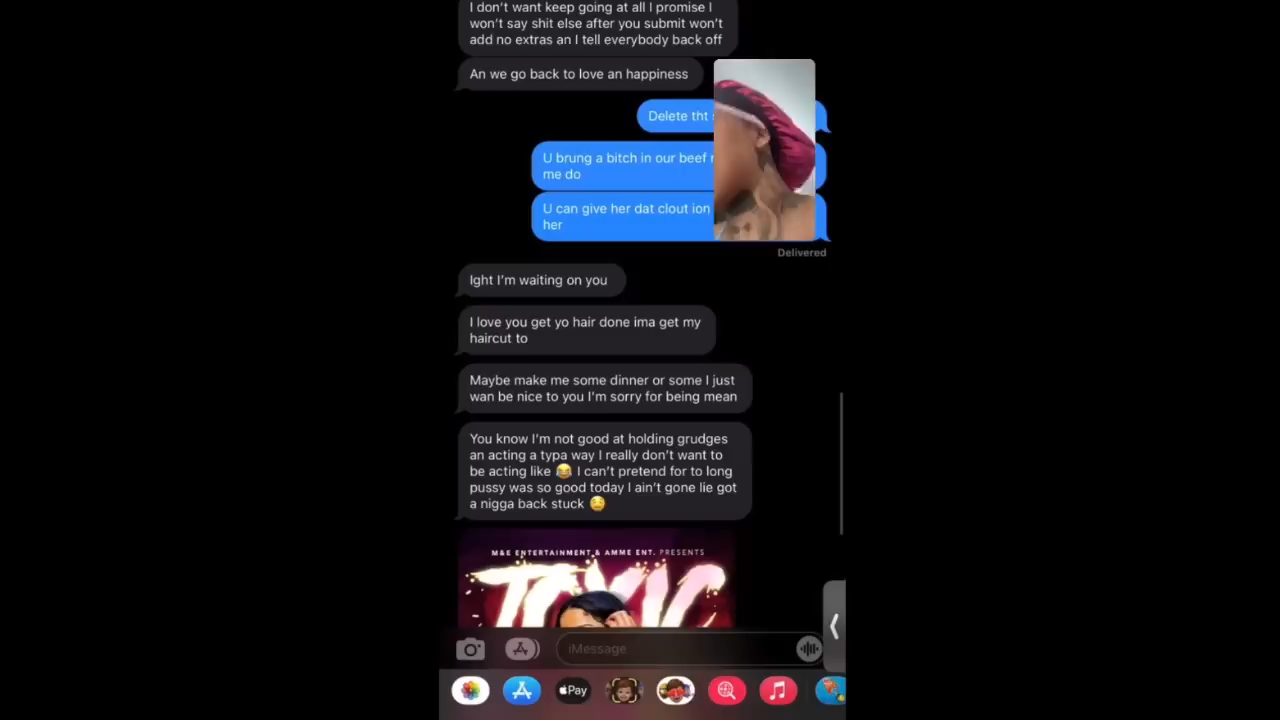 I don't want keep going at all I promise I
won't say shit else after you submit won't
add no extras an I tell everybody back off
An we go back to love an happiness
Delete tht
U brung a bitch in our beef
me do
U can give her dat clout ion
her
Delivered
Ight I'm waiting on you
I love you get yo hair done ima get my
haircut to
Maybe make me some dinner or some I just
wan be nice to you I'm sorry for being mean
You know I'm not good at holding grudges
an acting a typa way I really don't want to
be acting like 😂 I can't pretend for to long
pussy was so good today I ain't gone lie got
a nigga back stuck 😋
M&E ENTERTAINMENT & AMME ENT. PRESENTS
TOXIC
iMessage
Pay